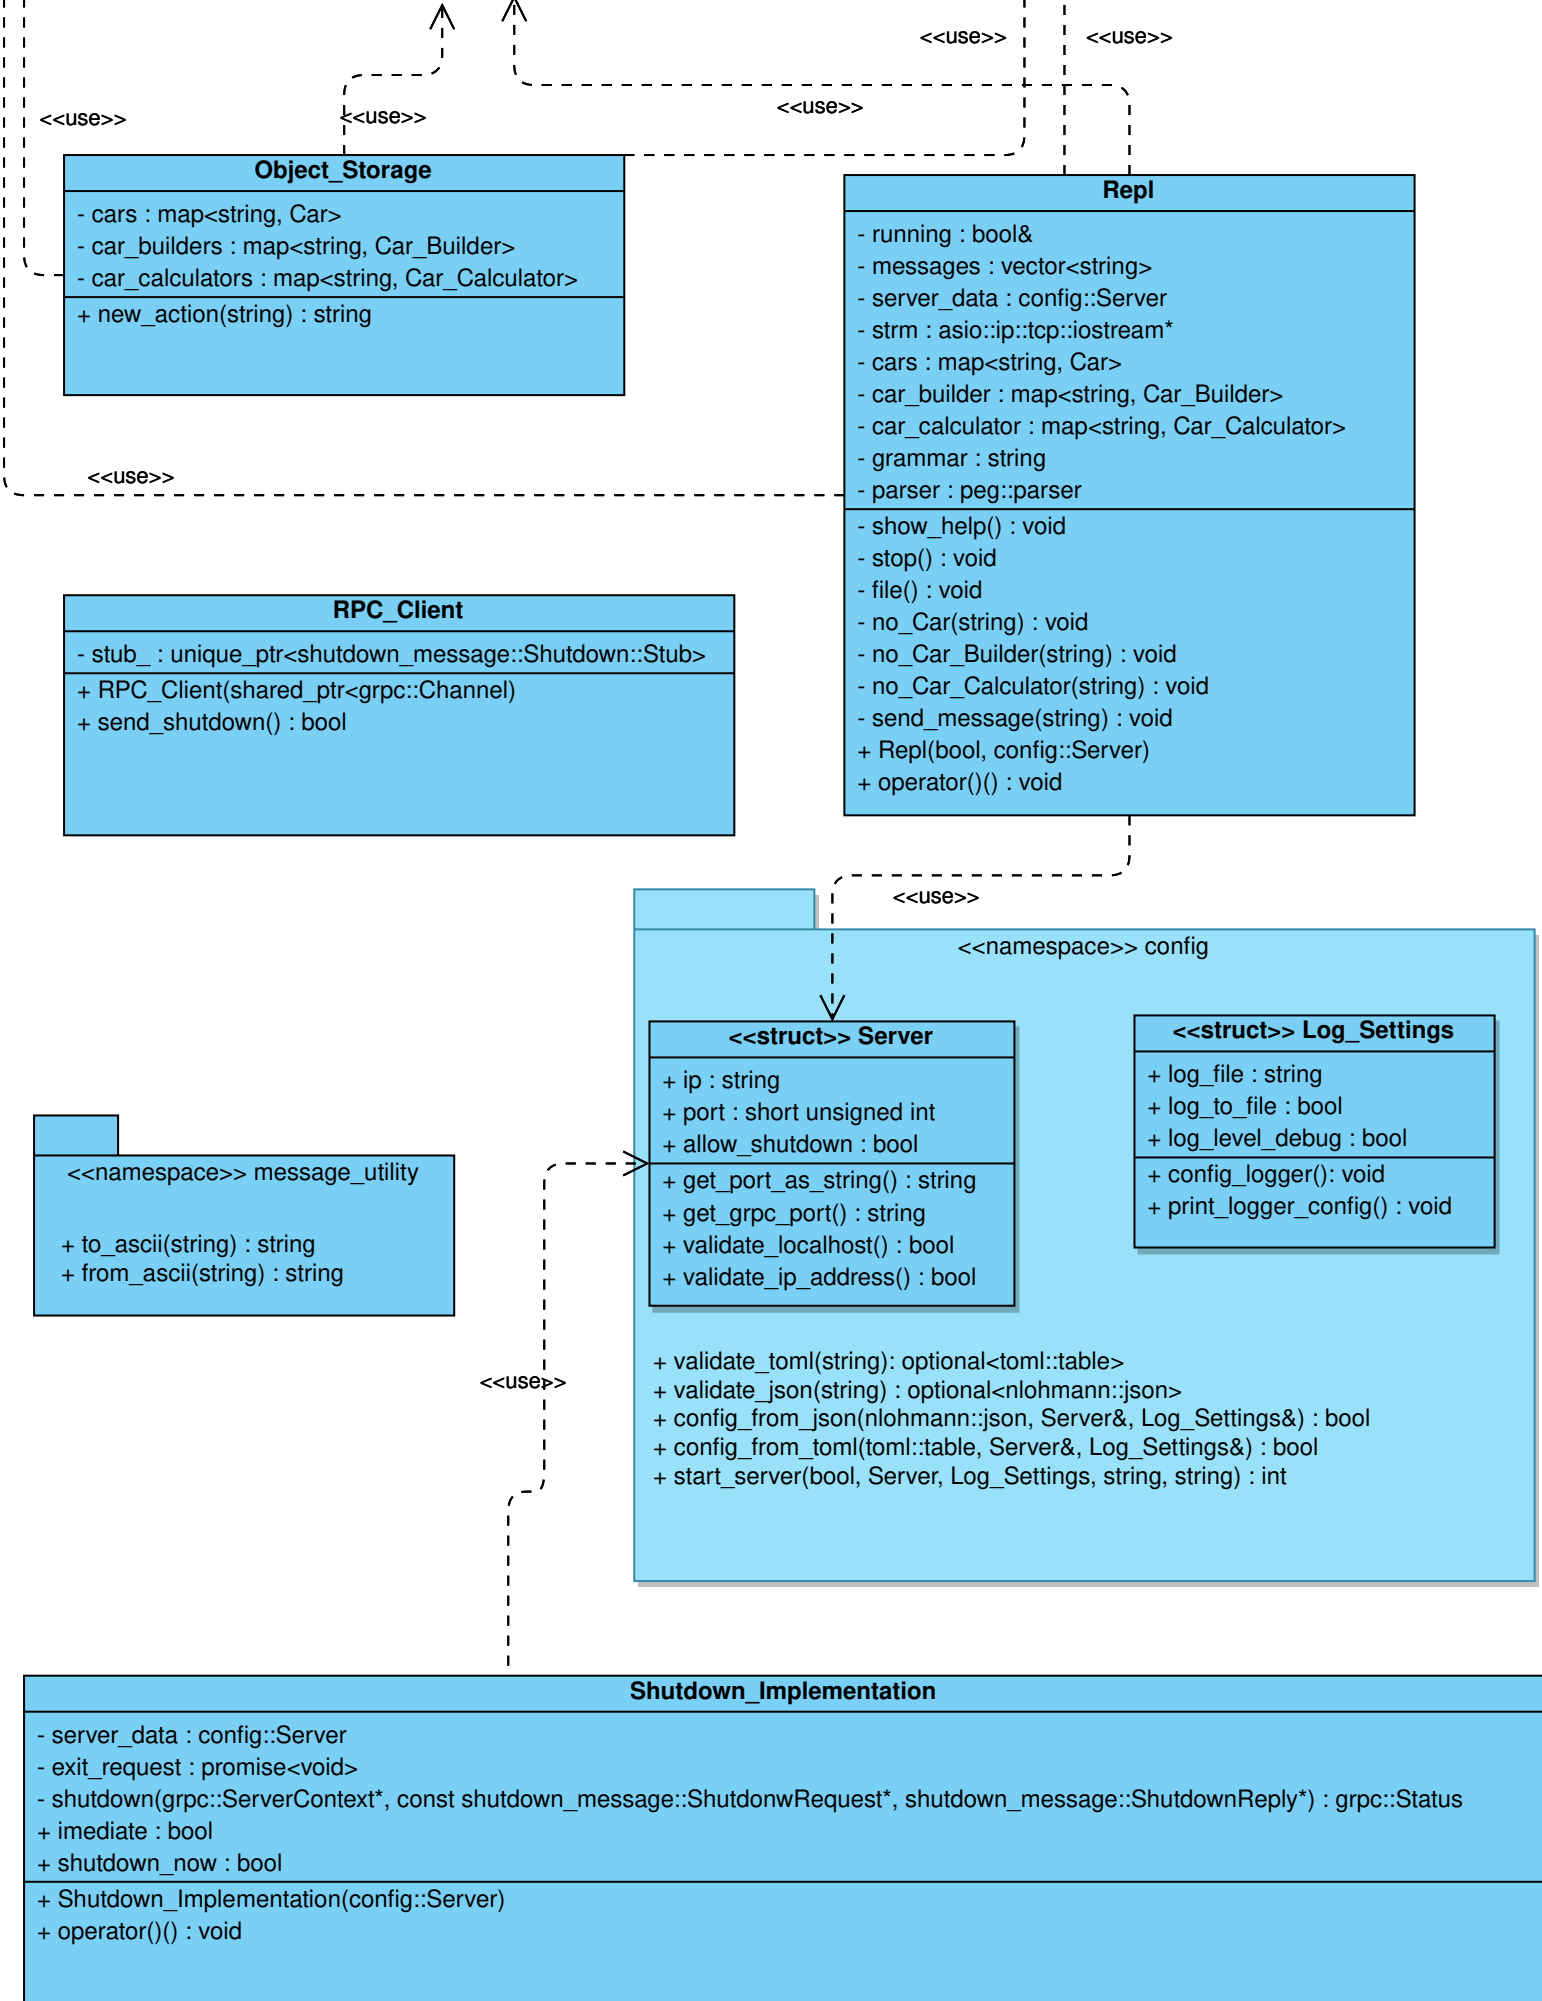 <<use>>
<<use>>
<<use>>
<<use>>
<<use>>
Object_Storage
- cars : map<string, Car>
- car_builders : map<string, Car_Builder>
- car_calculators : map<string, Car_Calculator>
+ new_action(string) : string
Repl
- running : bool&
- messages : vector<string>
- server_data : config::Server
- strm : asio::ip::tcp::iostream*
- cars : map<string, Car>
- car_builder : map<string, Car_Builder>
- car_calculator : map<string, Car_Calculator>
- grammar : string
- parser : peg::parser
- show_help() : void
- stop() : void
- file() : void
- no_Car(string) : void
- no_Car_Builder(string) : void
- no_Car_Calculator(string) : void
- send_message(string) : void
+ Repl(bool, config::Server)
+ operator()() : void
<<use>>
RPC_Client
- stub_ : unique_ptr<shutdown_message::Shutdown::Stub>
+ RPC_Client(shared_ptr<grpc::Channel)
+ send_shutdown() : bool
<<use>>
<<namespace>> config
<<struct>> Server
+ ip : string
+ port : short unsigned int
+ allow_shutdown : bool
+ get_port_as_string() : string
+ get_grpc_port() : string
+ validate_localhost() : bool
+ validate_ip_address() : bool
<<struct>> Log_Settings
+ log_file : string
+ log_to_file : bool
+ log_level_debug : bool
+ config_logger(): void
+ print_logger_config() : void
<<namespace>> message_utility
+ to_ascii(string) : string
+ from_ascii(string) : string
+ validate_toml(string): optional<toml::table>
+ validate_json(string) : optional<nlohmann::json>
+ config_from_json(nlohmann::json, Server&, Log_Settings&) : bool
+ config_from_toml(toml::table, Server&, Log_Settings&) : bool
+ start_server(bool, Server, Log_Settings, string, string) : int
<<use>>
Shutdown_Implementation
- server_data : config::Server
- exit_request : promise<void>
- shutdown(grpc::ServerContext*, const shutdown_message::ShutdonwRequest*, shutdown_message::ShutdownReply*) : grpc::Status
+ imediate : bool
+ shutdown_now : bool
+ Shutdown_Implementation(config::Server)
+ operator()() : void